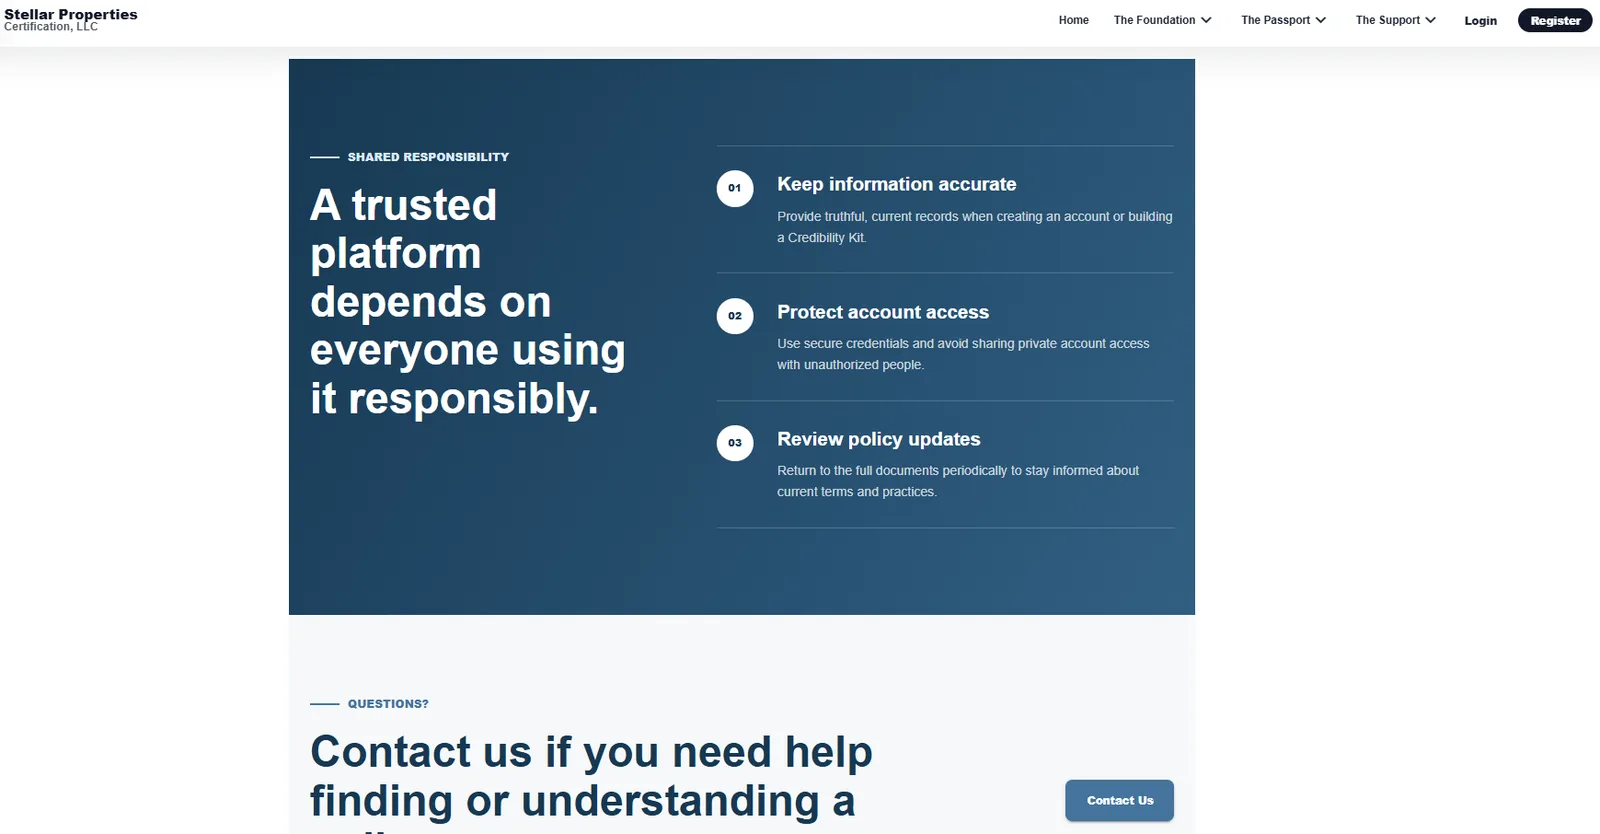 Stellar Properties
Certification, LLC
Home
The Foundation
The Passport
The Support
Login
Register
SHARED RESPONSIBILITY
A trusted
platform
depends on
everyone using
it responsibly.
01
Keep information accurate
Provide truthful, current records when creating an account or building
a Credibility Kit.
02
Protect account access
Use secure credentials and avoid sharing private account access
with unauthorized people.
03
Review policy updates
Return to the full documents periodically to stay informed about
current terms and practices.
QUESTIONS?
Contact us if you need help
finding or understanding a
Contact Us